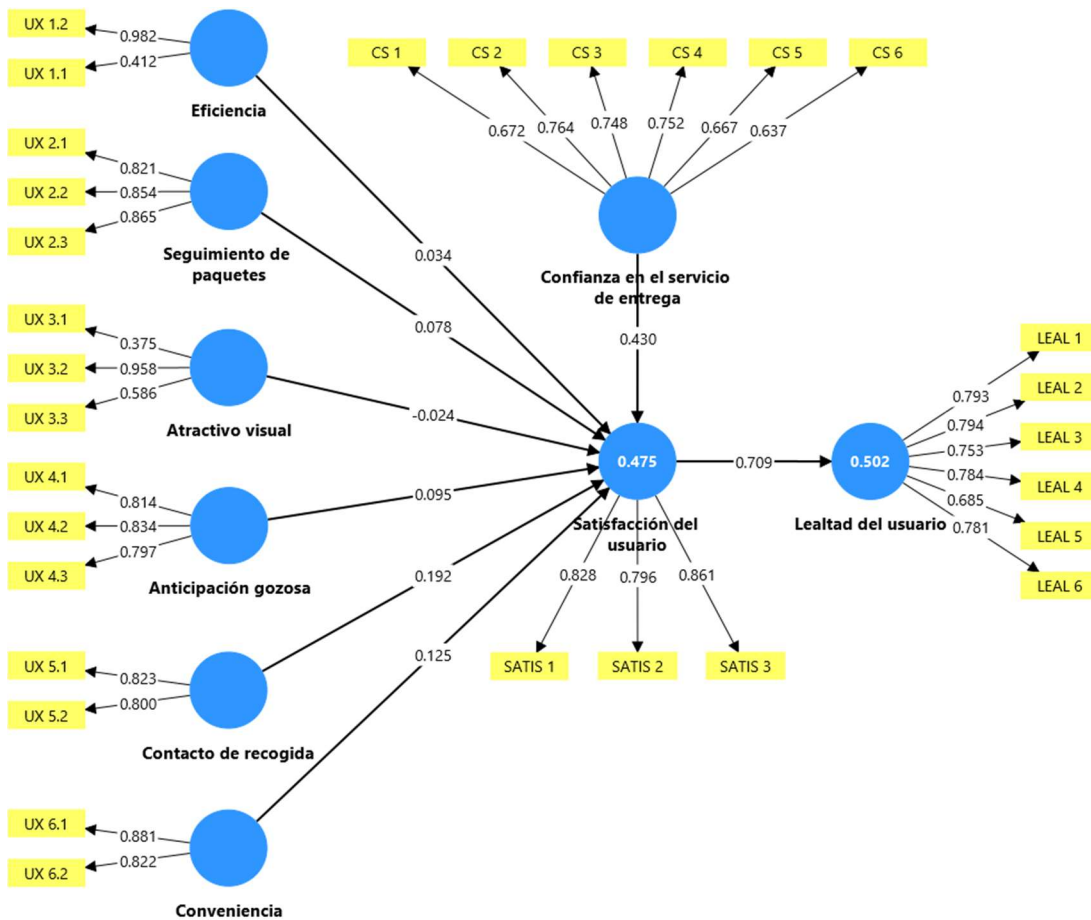 UX 1.2
0.982
UX 1.1
0.412
Eficiencia
UX 2.1
0.821
UX 2.2
0.854
UX 2.3
0.865
Seguimiento de
paquetes
UX 3.1
0.375
UX 3.2
0.958
UX 3.3
0.586
Atractivo visual
UX 4.1
0.814
UX 4.2
0.834
UX 4.3
0.797
Anticipación gozosa
UX 5.1
0.823
UX 5.2
0.800
Contacto de recogida
UX 6.1
0.881
UX 6.2
0.822
Conveniencia
0.034
0.078
-0.024
0.095
0.192
0.125
CS 1
CS 2
CS 3
CS 4
CS 5
CS 6
0.672
0.764
0.748
0.752
0.667
0.637
Confianza en el servicio
de entrega
0.430
0.475
Satisfacción del
usuario
0.828
0.796
0.861
SATIS 1
SATIS 2
SATIS 3
0.709
0.502
Lealtad del usuario
0.793
0.794
0.753
0.784
0.685
0.781
LEAL 1
LEAL 2
LEAL 3
LEAL 4
LEAL 5
LEAL 6